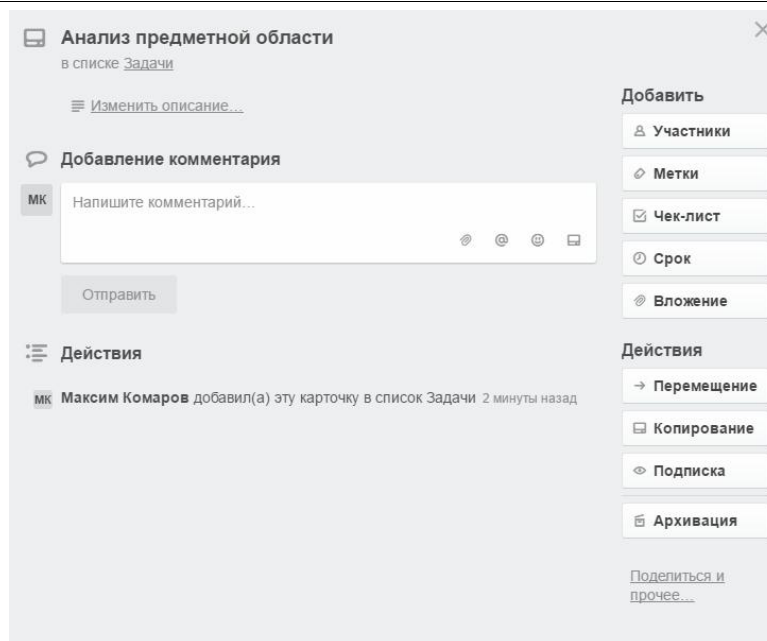 Анализ предметной области
в списке Задачи
Изменить описание…
Добавление комментария
МК
Напишите комментарий…
Отправить
Действия
МК Максим Комаров добавил(а) эту карточку в список Задачи 2 минуты назад
Добавить
Участники
Метки
Чек-лист
Срок
Вложение
Действия
Перемещение
Копирование
Подписка
Архивация
Поделиться и
прочее…